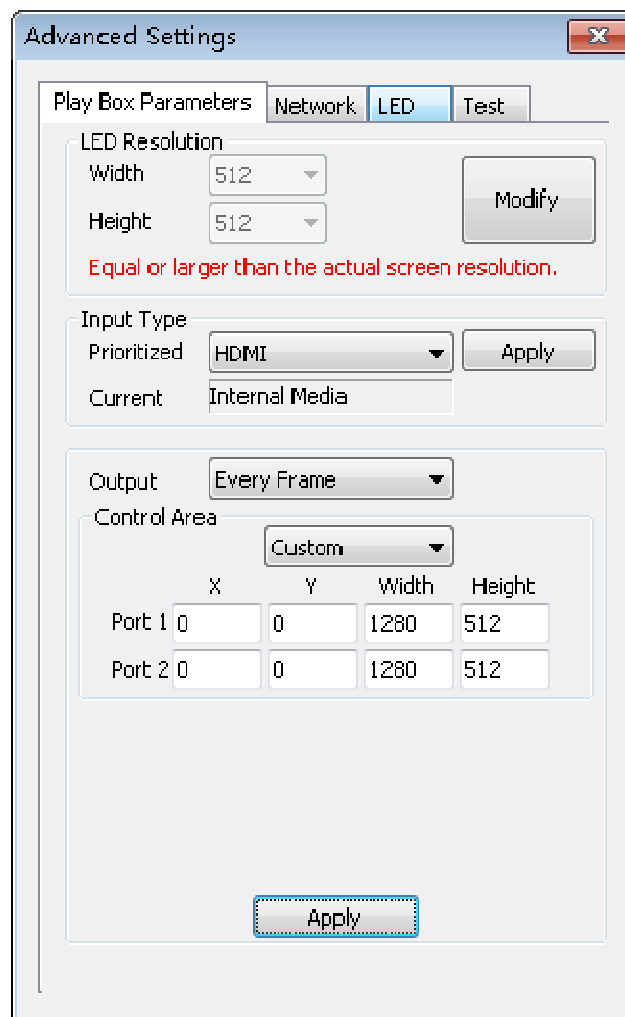 Advanced Settings
Play Box Parameters Network LED Test
LED Resolution
Width 512
Modify
Height 512
Equal or larger than the actual screen resolution.
Input Type
Prioritized HDMI Apply
Current Internal Media
Output Every Frame
Control Area
Custom
X Y Width Height
Port 1 0 0 1280 512
Port 2 0 0 1280 512
Apply